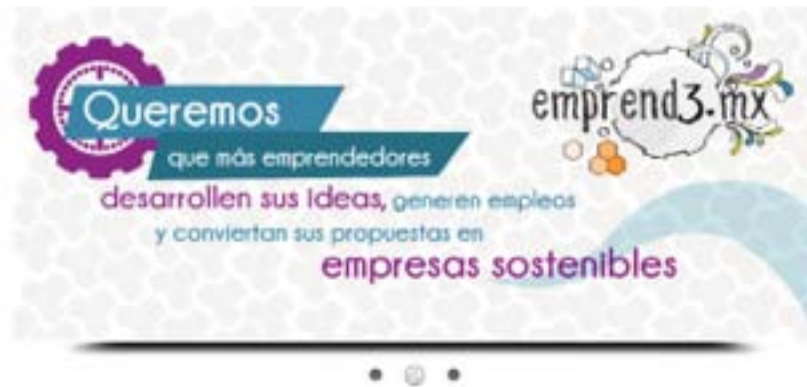 Queremos
que más emprendedores
desarrollen sus ideas, generen empleos
y conviertan sus propuestas en
empresas sostenibles
emprend3.mx